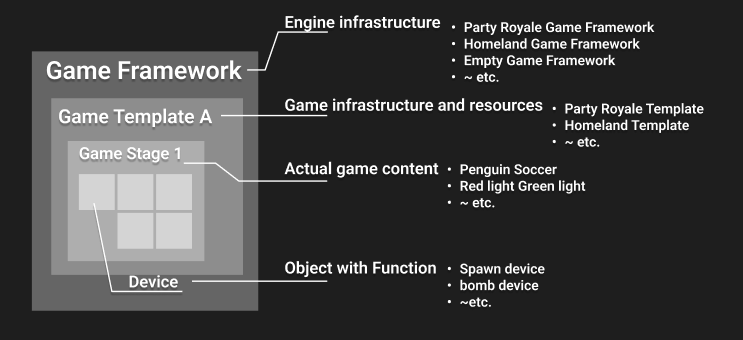 Engine infrastructure
• Party Royale Game Framework
• Homeland Game Framework
• Empty Game Framework
• ~ etc.
Game Framework
Game Template A
Game infrastructure and resources
• Party Royale Template
• Homeland Template
• ~ etc.
Game Stage 1
Actual game content
• Penguin Soccer
• Red light Green light
• ~ etc.
Device
Object with Function
• Spawn device
• bomb device
• ~etc.